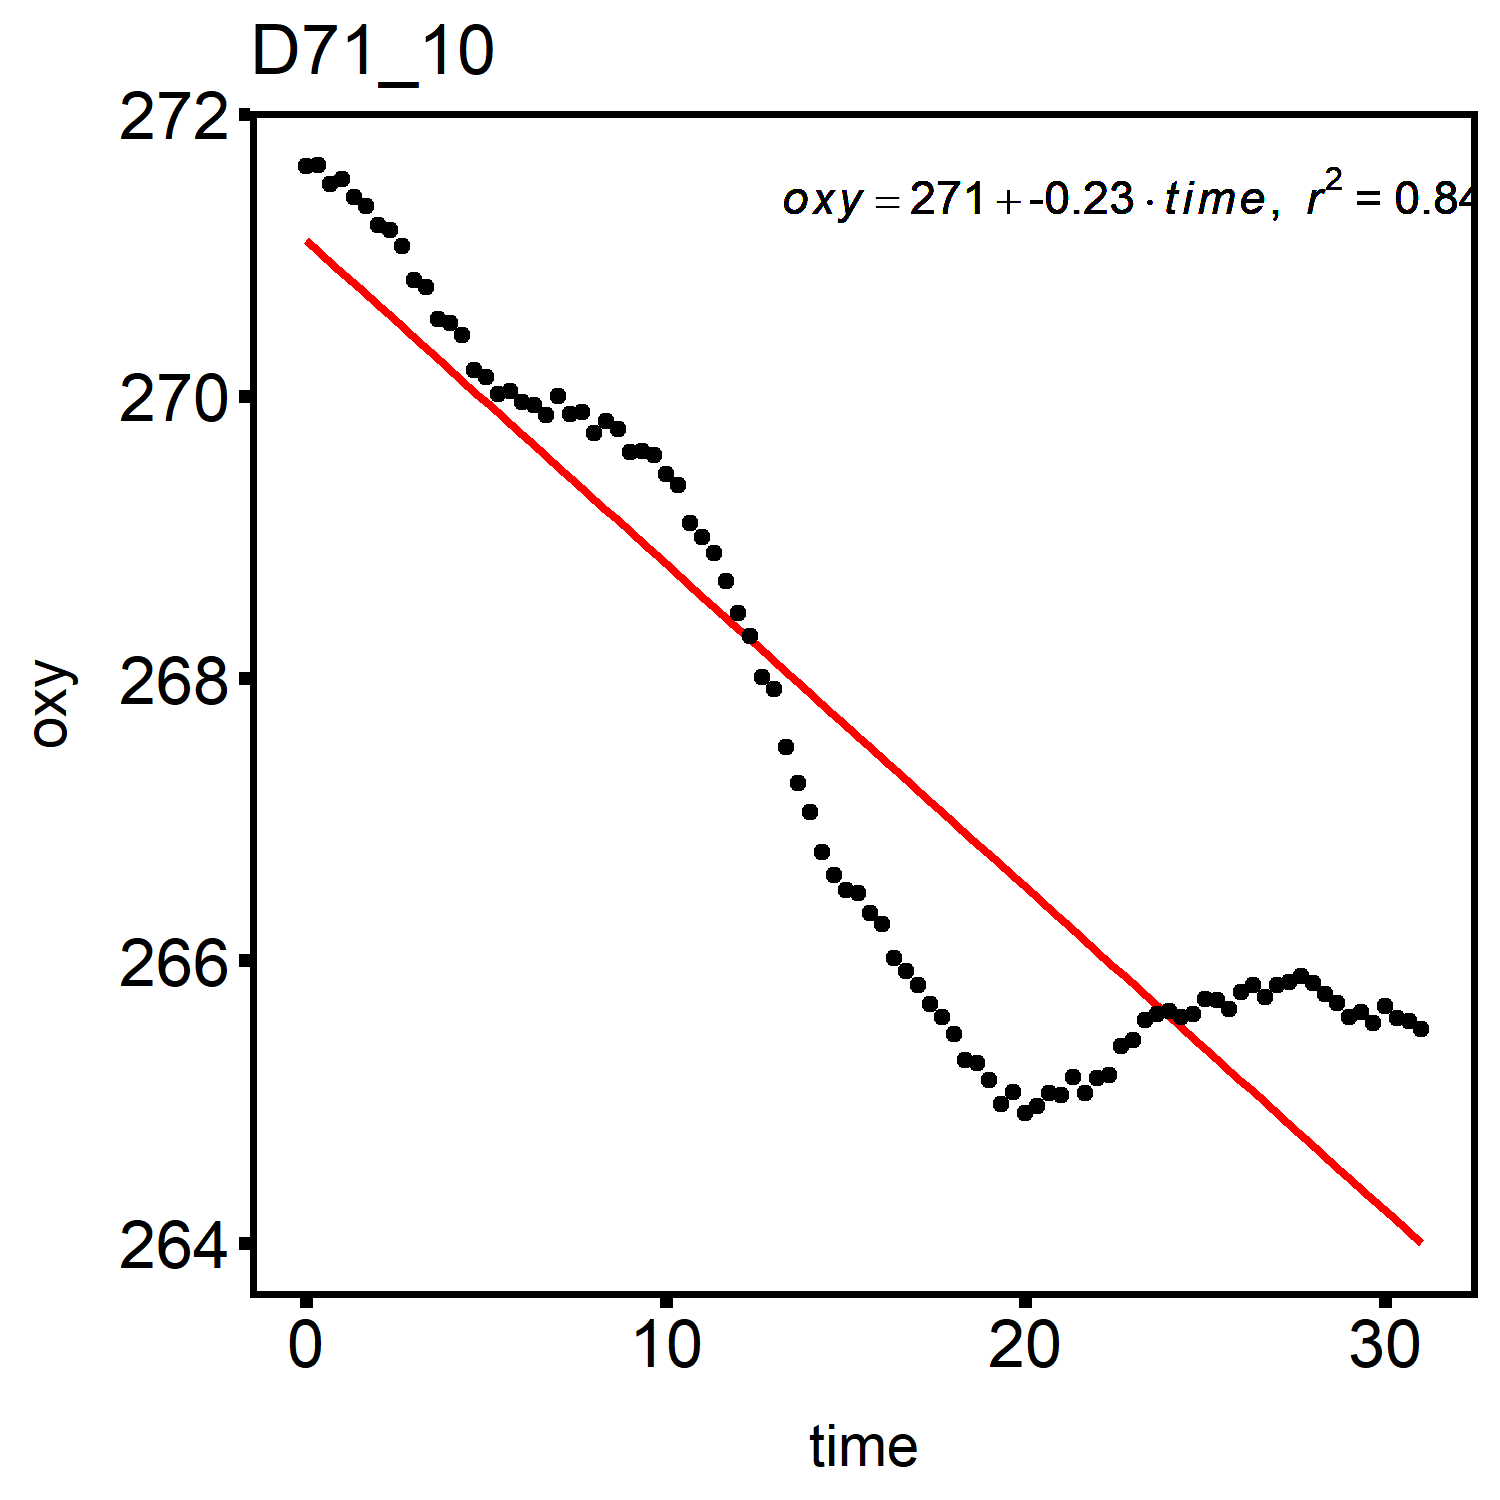 D71_10
272
oxy = 271 + -0.23 · time, r² = 0.84
270
268
266
264
oxy
0 10 20 30
time